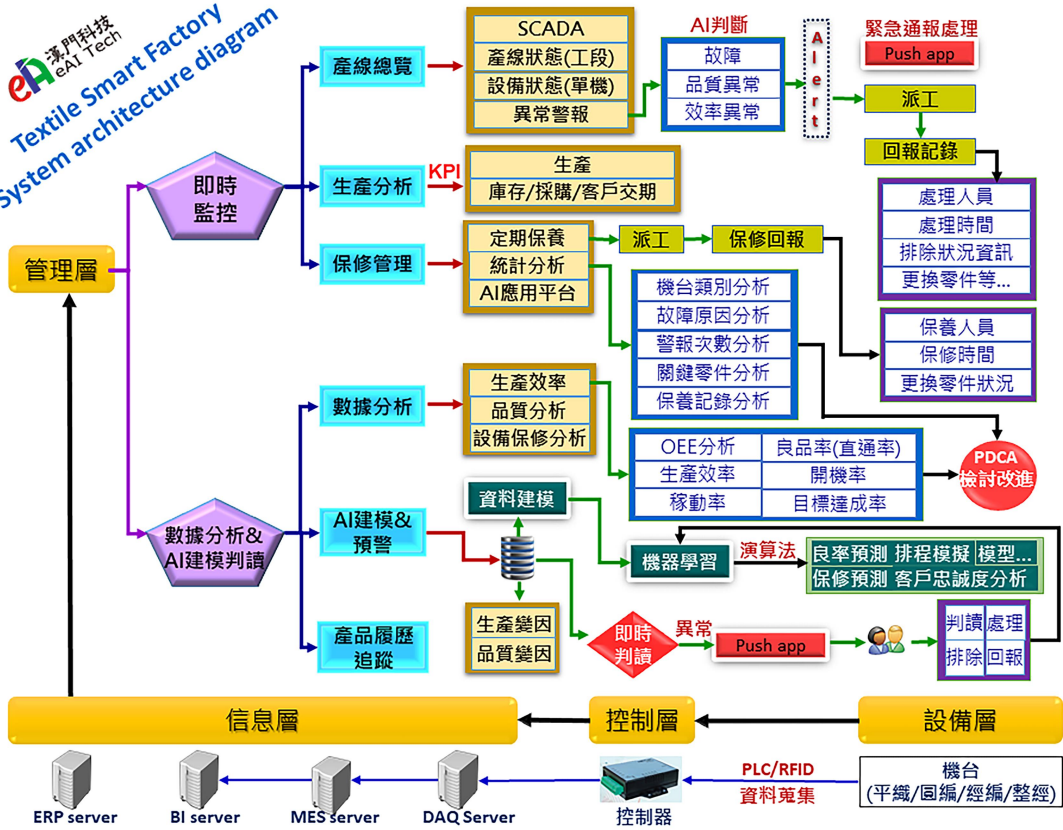 漢門科技
eAI Tech
Textile Smart Factory
System architecture diagram
管理層
即時
監控
產線總覽
SCADA
產線狀態(工段)
設備狀態(單機)
異常警報
AI判斷
故障
品質異常
效率異常
Alert
緊急通報處理
Push app
派工
回報記錄
處理人員
處理時間
排除狀況資訊
更換零件等...
生產分析
KPI
生產
庫存/採購/客戶交期
保修管理
定期保養
統計分析
AI應用平台
派工
保修回報
保養人員
保修時間
更換零件狀況
機台類別分析
故障原因分析
警報次數分析
關鍵零件分析
保養記錄分析
數據分析&
AI建模判讀
數據分析
生產效率
品質分析
設備保修分析
OEE分析 良品率(直通率)
生產效率 開機率
稼動率 目標達成率
PDCA
檢討改進
AI建模&
預警
資料建模
機器學習
演算法
良率預測 排程模擬 模型...
保修預測 客戶忠誠度分析
生產變因
品質變因
即時
判讀
異常
Push app
判讀 處理
排除 回報
產品履歷
追蹤
信息層
控制層
設備層
ERP server
BI server
MES server
DAQ Server
控制器
PLC/RFID
資料蒐集
機台
(平織/圓編/經編/整經)